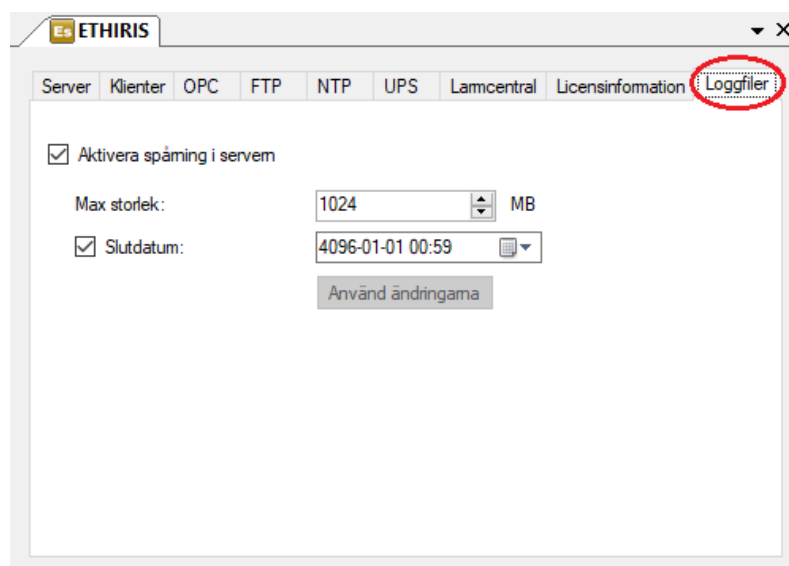 Es ETHIRIS
Server Klienter OPC FTP NTP UPS Larmcentral Licensinformation Loggfiler
Aktivera spårning i servern
Max storlek: 1024 MB
Slutdatum: 4096-01-01 00:59
Använd ändringarna